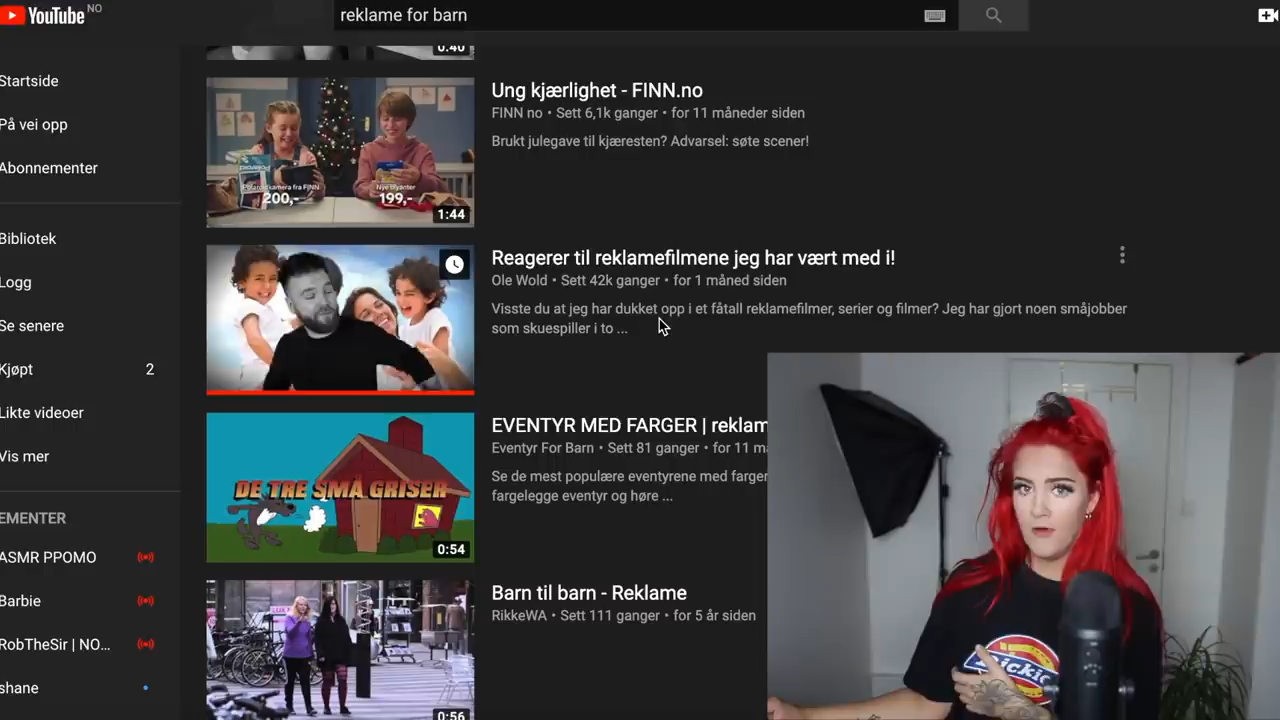 YouTube NO
reklame for barn
Startside
På vei opp
Abonnementer
Bibliotek
Logg
Se senere
Kjøpt 2
Likte videoer
Vis mer
EMENTER
ASMR PPOMO
Barbie
RobTheSir | NO...
shane
0:40
Polaroidkamera fra FINN
200,-
Nye blyanter
199,-
1:44
Ung kjærlighet - FINN.no
FINN no • Sett 6,1k ganger • for 11 måneder siden
Brukt julegave til kjæresten? Advarsel: søte scener!
Reagerer til reklamefilmene jeg har vært med i!
Ole Wold • Sett 42k ganger • for 1 måned siden
Visste du at jeg har dukket opp i et fåtall reklamefilmer, serier og filmer? Jeg har gjort noen småjobber
som skuespiller i to ...
DE TRE SMÅ GRISER
0:54
EVENTYR MED FARGER | reklam
Eventyr For Barn • Sett 81 ganger • for 11 m
Se de mest populære eventyrene med farger
fargelegge eventyr og høre ...
0:56
Barn til barn - Reklame
RikkeWA • Sett 111 ganger • for 5 år siden
Dickie